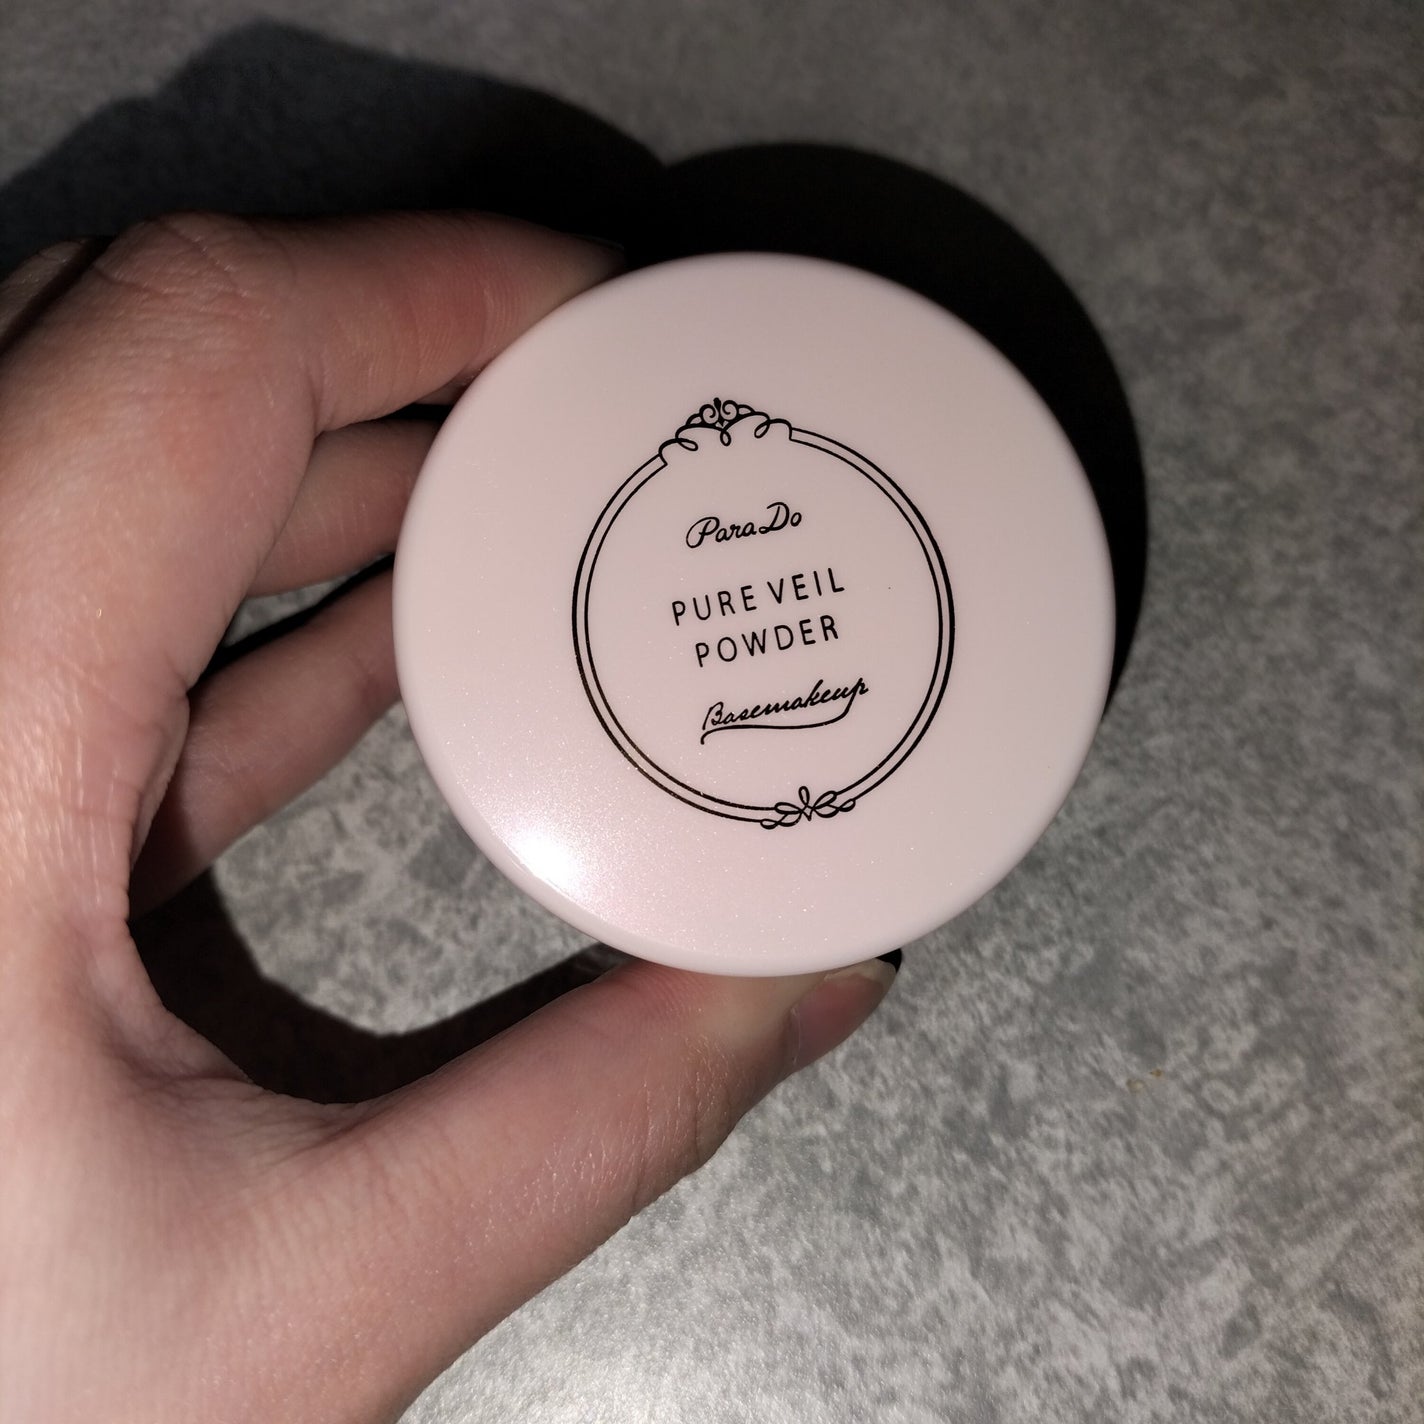 ParaDo
PURE VEIL
POWDER
Basemakeup